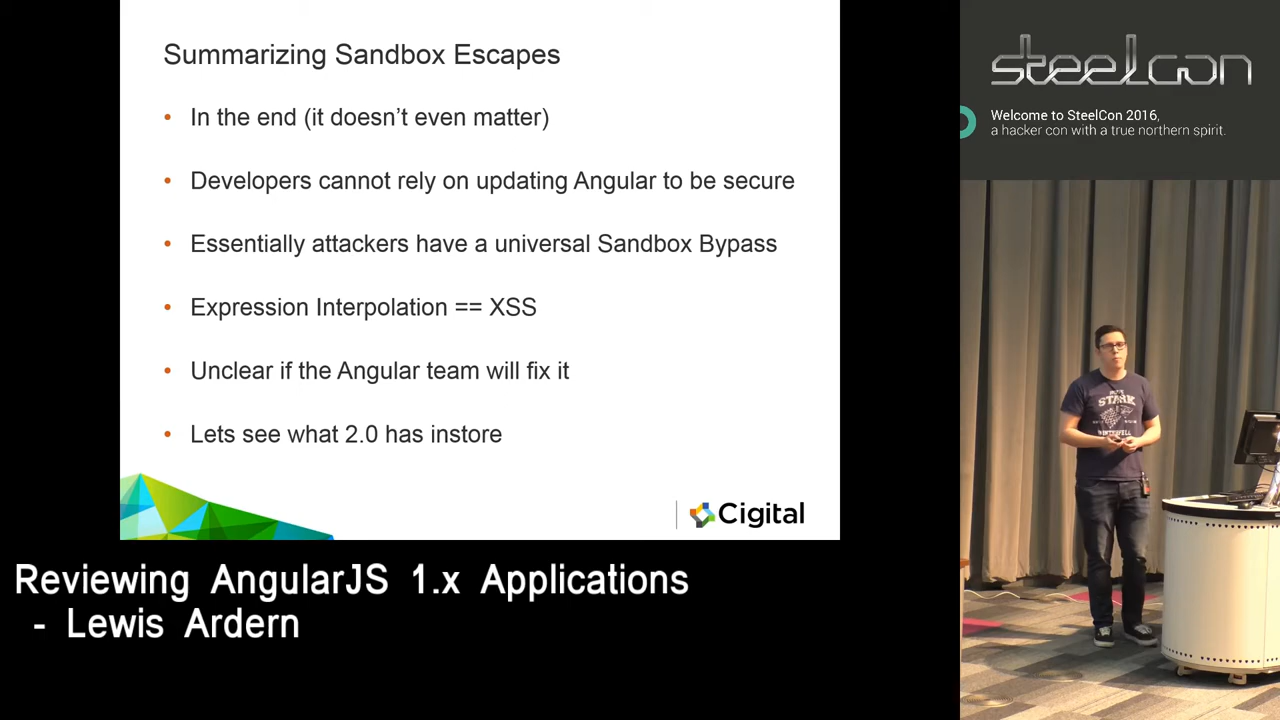 Summarizing Sandbox Escapes
• In the end (it doesn't even matter)
• Developers cannot rely on updating Angular to be secure
• Essentially attackers have a universal Sandbox Bypass
• Expression Interpolation == XSS
• Unclear if the Angular team will fix it
• Lets see what 2.0 has instore
Cigital
Reviewing AngularJS 1.x Applications
- Lewis Ardern
steelcon
Welcome to SteelCon 2016,
a hacker con with a true northern spirit.
STARK
WINTERFELL